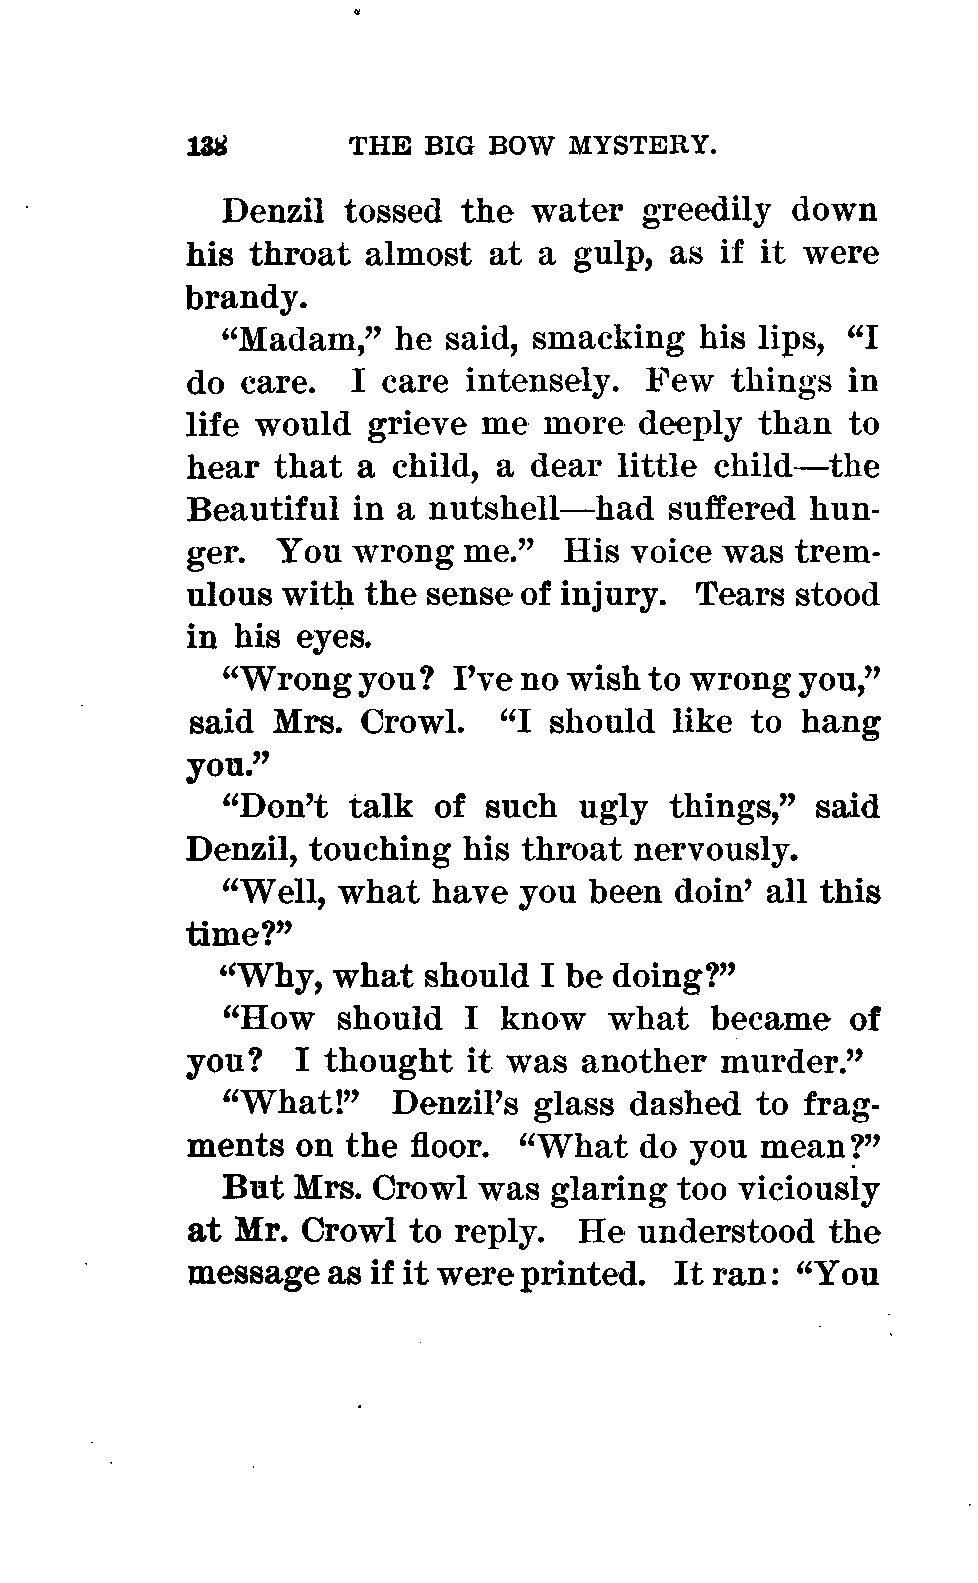 138 THE BIG BOW MYSTERY.
Denzil tossed the water greedily down
his throat almost at a gulp, as if it were
brandy.
“Madam,” he said, smacking his lips, “I
do care. I care intensely. Few things in
life would grieve me more deeply than to
hear that a child, a dear little child—the
Beautiful in a nutshell—had suffered hun-
ger. You wrong me.” His voice was trem-
ulous with the sense of injury. Tears stood
in his eyes.
“Wrong you? I’ve no wish to wrong you,”
said Mrs. Crowl. “I should like to hang
you.”
“Don’t talk of such ugly things,” said
Denzil, touching his throat nervously.
“Well, what have you been doin’ all this
time?”
“Why, what should I be doing?”
“How should I know what became of
you? I thought it was another murder.”
“What!” Denzil’s glass dashed to frag-
ments on the floor. “What do you mean?”
But Mrs. Crowl was glaring too viciously
at Mr. Crowl to reply. He understood the
message as if it were printed. It ran: “You